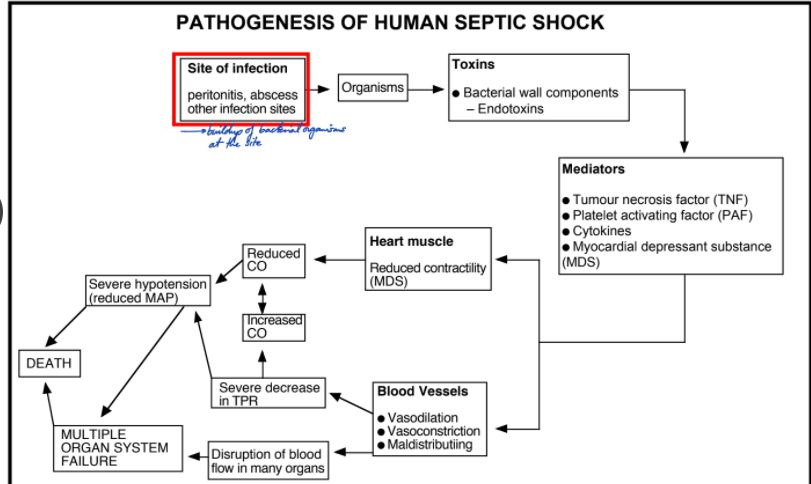 PATHOGENESIS OF HUMAN SEPTIC SHOCK
Site of infection
peritonitis, abscess
other infection sites
→ buildup of bacterial organisms
at the site
Organisms
Toxins
● Bacterial wall components
– Endotoxins
Mediators
● Tumour necrosis factor (TNF)
● Platelet activating factor (PAF)
● Cytokines
● Myocardial depressant substance
(MDS)
Heart muscle
Reduced contractility
(MDS)
Reduced
CO
Severe hypotension
(reduced MAP)
Increased
CO
DEATH
Severe decrease
in TPR
Blood Vessels
● Vasodilation
● Vasoconstriction
● Maldistributiing
MULTIPLE
ORGAN SYSTEM
FAILURE
Disruption of blood
flow in many organs